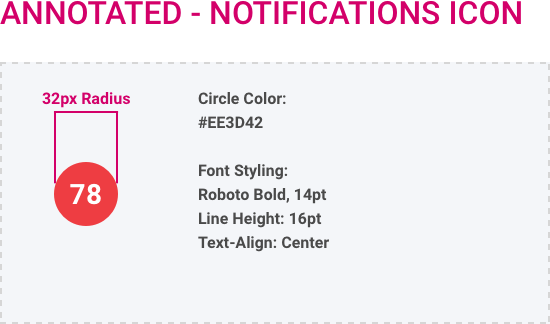 ANNOTATED - NOTIFICATIONS ICON
32px Radius
78
Circle Color:
#EE3D42
Font Styling:
Roboto Bold, 14pt
Line Height: 16pt
Text-Align: Center